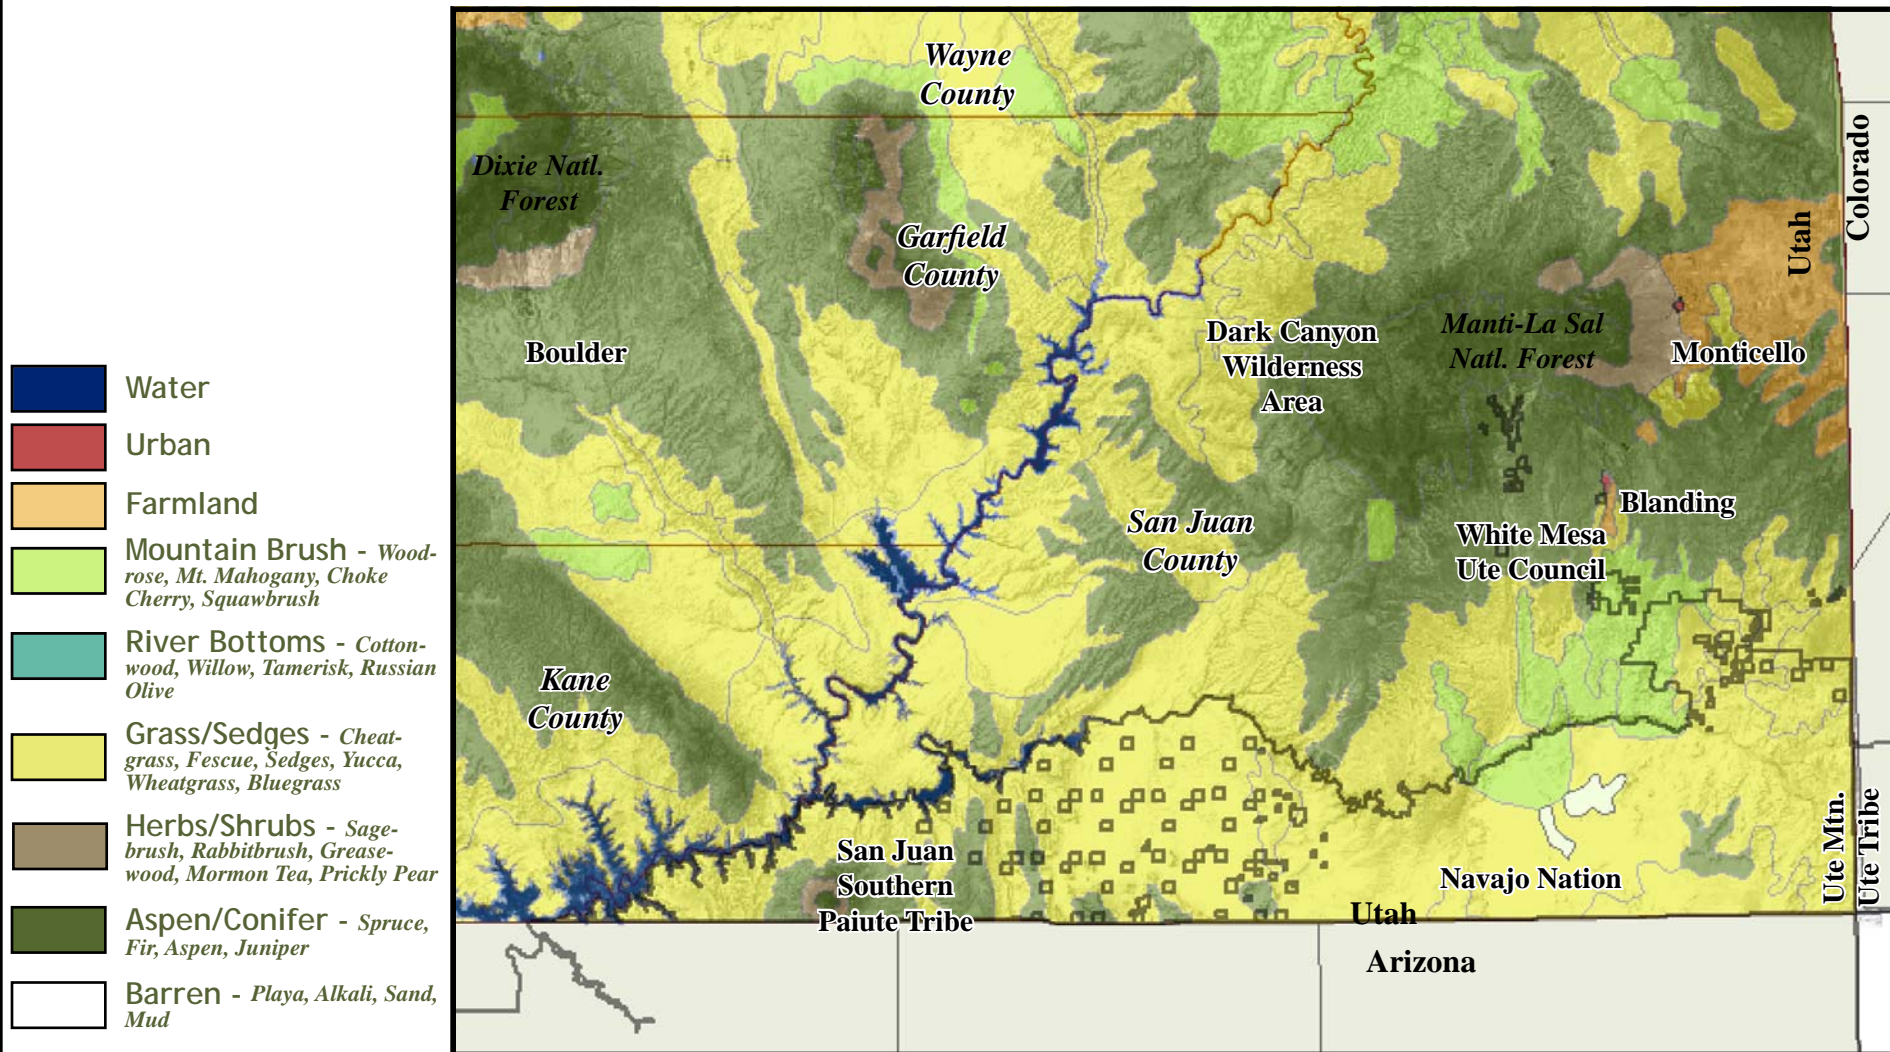 Water
Urban
Farmland
Mountain Brush - Wood-
rose, Mt. Mahogany, Choke
Cherry, Squawbrush
River Bottoms - Cotton-
wood, Willow, Tamerisk, Russian
Olive
Grass/Sedges - Cheat-
grass, Fescue, Sedges, Yucca,
Wheatgrass, Bluegrass
Herbs/Shrubs - Sage-
brush, Rabbitbrush, Grease-
wood, Mormon Tea, Prickly Pear
Aspen/Conifer - Spruce,
Fir, Aspen, Juniper
Barren - Playa, Alkali, Sand,
Mud
Wayne
County
Dixie Natl.
Forest
Garfield
County
Boulder
Dark Canyon
Wilderness
Area
Manti-La Sal
Natl. Forest
Monticello
Utah
Colorado
San Juan
County
Blanding
White Mesa
Ute Council
Kane
County
San Juan
Southern
Paiute Tribe
Navajo Nation
Ute Mtn.
Ute Tribe
Utah
Arizona